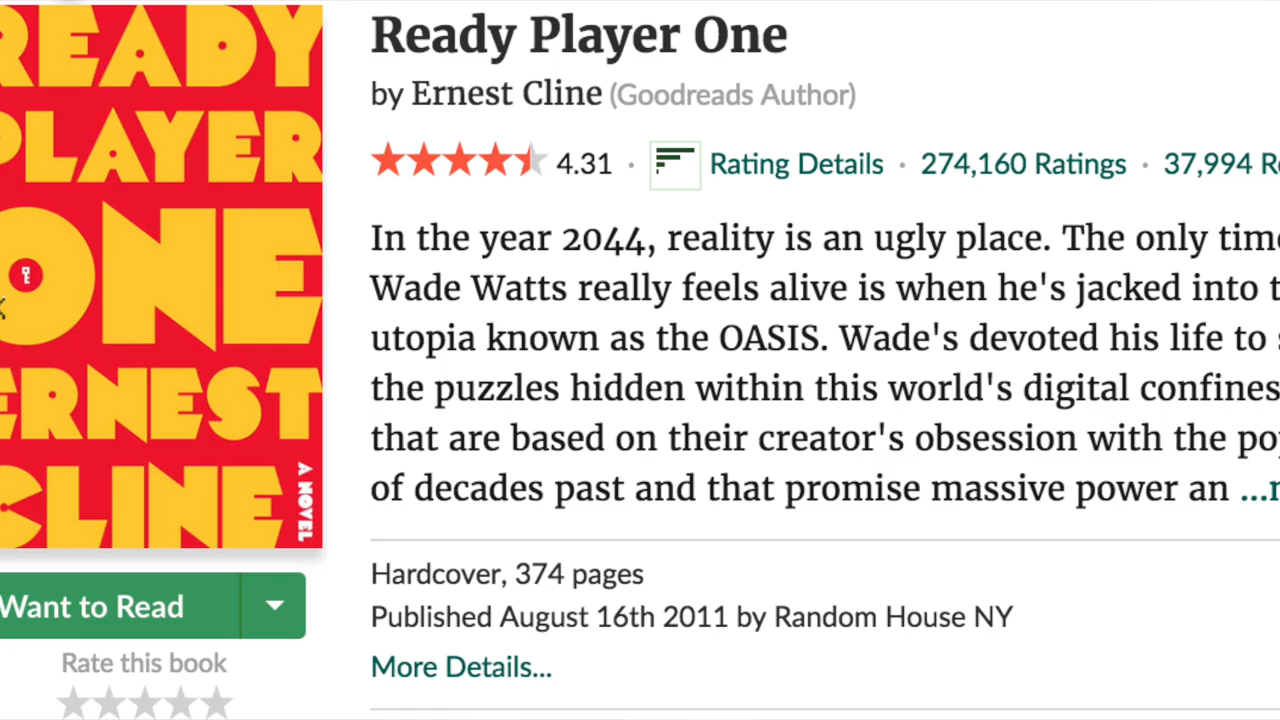 READY
PLAYER
ONE
ERNEST
CLINE
A NOVEL
Want to Read
Rate this book
Ready Player One
by Ernest Cline (Goodreads Author)
4.31 · Rating Details · 274,160 Ratings · 37,994 Re
In the year 2044, reality is an ugly place. The only time
Wade Watts really feels alive is when he's jacked into t
utopia known as the OASIS. Wade's devoted his life to s
the puzzles hidden within this world's digital confines
that are based on their creator's obsession with the pop
of decades past and that promise massive power an ...m
Hardcover, 374 pages
Published August 16th 2011 by Random House NY
More Details...